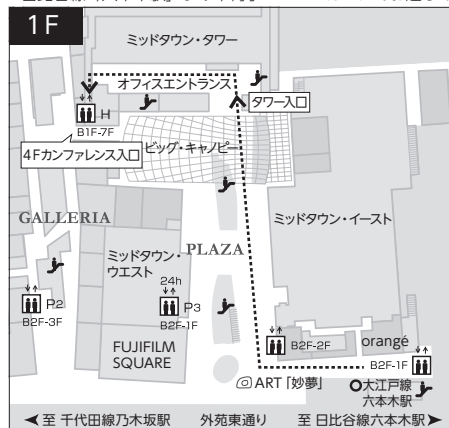 1F
ミッドタウン・タワー
オフィスエントランス
H
B1F-7F
タワー入口
4Fカンファレンス入口
ビッグ・キャノピー
GALLERIA
ミッドタウン・イースト
ミッドタウン・
ウエスト
PLAZA
24h
P2
B2F-3F
P3
B2F-1F
FUJIFILM
SQUARE
B2F-2F
orangé
B2F-1F
ART「妙夢」
大江戸線
六本木駅
至 千代田線乃木坂駅
外苑東通り
至 日比谷線六本木駅